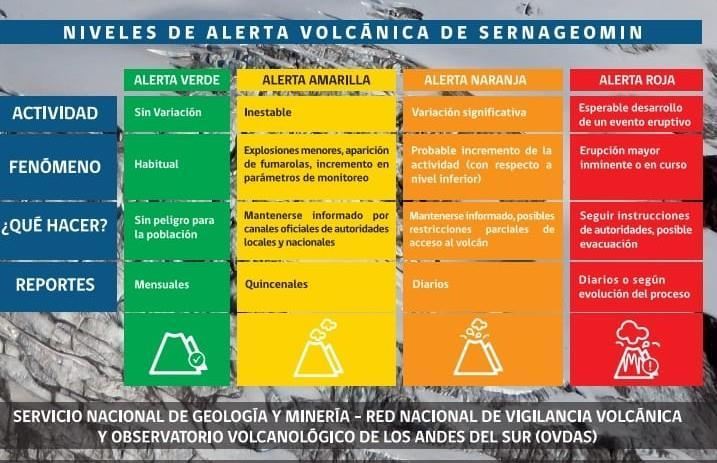 NIVELES DE ALERTA VOLCÁNICA DE SERNAGEOMIN
ALERTA VERDE
ALERTA AMARILLA
ALERTA NARANJA
ALERTA ROJA
ACTIVIDAD
Sin Variación
Inestable
Variación significativa
Esperable desarrollo
de un evento eruptivo
FENÓMENO
Habitual
Explosiones menores, aparición
de fumarolas, incremento en
parámetros de monitoreo
Probable incremento de la
actividad (con respecto a
nivel inferior)
Erupción mayor
inminente o en curso
¿QUÉ HACER?
Sin peligro para
la población
Mantenerse informado por
canales oficiales de autoridades
locales y nacionales
Mantenerse informado, posibles
restricciones parciales de
acceso al volcán
Seguir instrucciones
de autoridades, posible
evacuación
REPORTES
Mensuales
Quincenales
Diarios
Diarios o según
evolución del proceso
SERVICIO NACIONAL DE GEOLOGÍA Y MINERÍA - RED NACIONAL DE VIGILANCIA VOLCÁNICA
Y OBSERVATORIO VOLCANOLÓGICO DE LOS ANDES DEL SUR (OVDAS)